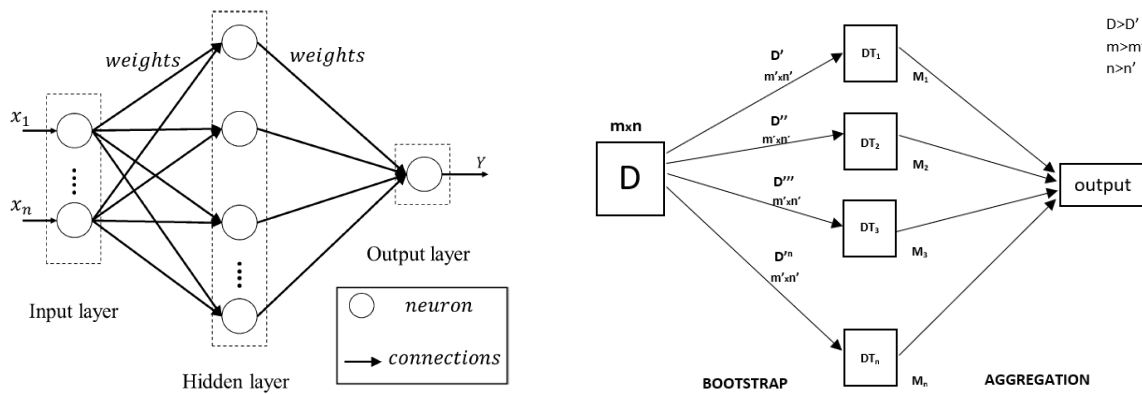 weights
weights
x₁
xₙ
Y
Input layer
Hidden layer
Output layer
neuron
connections
D>D'
m>m'
n>n'
mxn
D
D'
m'xn'
D''
m'xn'
D'''
m'xn'
D'ⁿ
m'xn'
DT₁
DT₂
DT₃
DTₙ
M₁
M₂
M₃
Mₙ
output
BOOTSTRAP
AGGREGATION